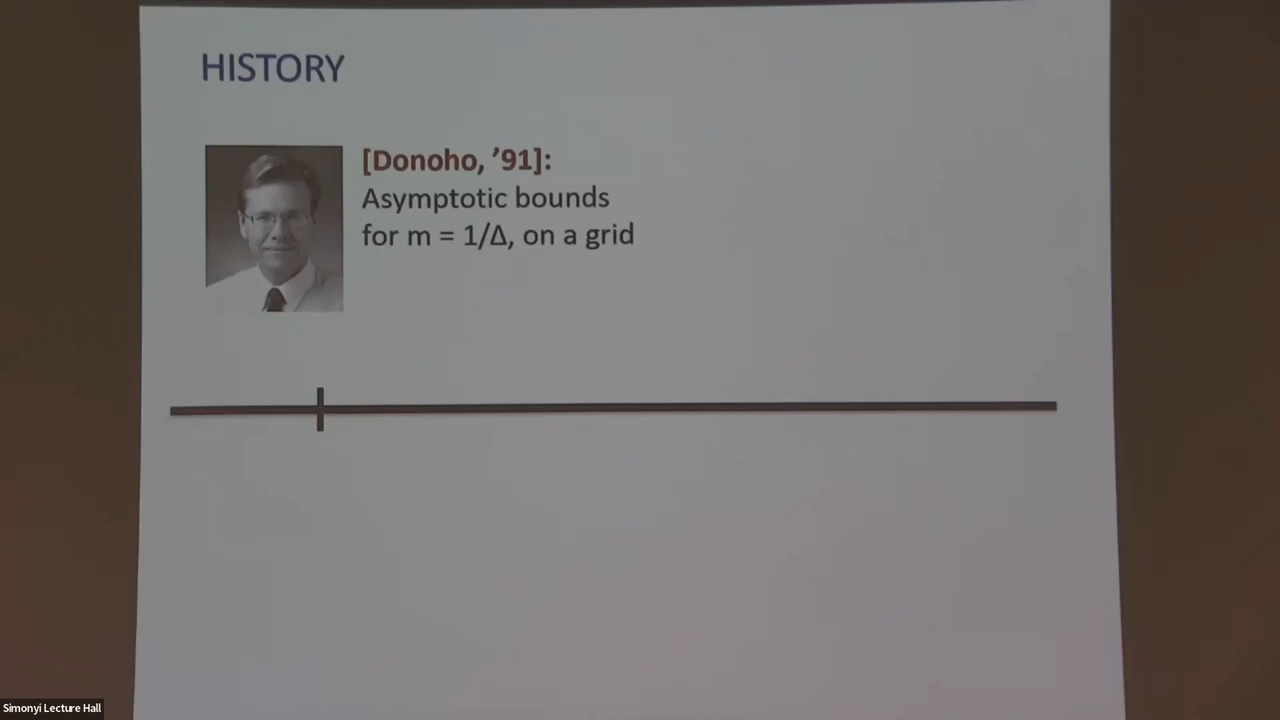 HISTORY
[Donoho, ’91]:
Asymptotic bounds
for m = 1/Δ, on a grid
Simonyi Lecture Hall